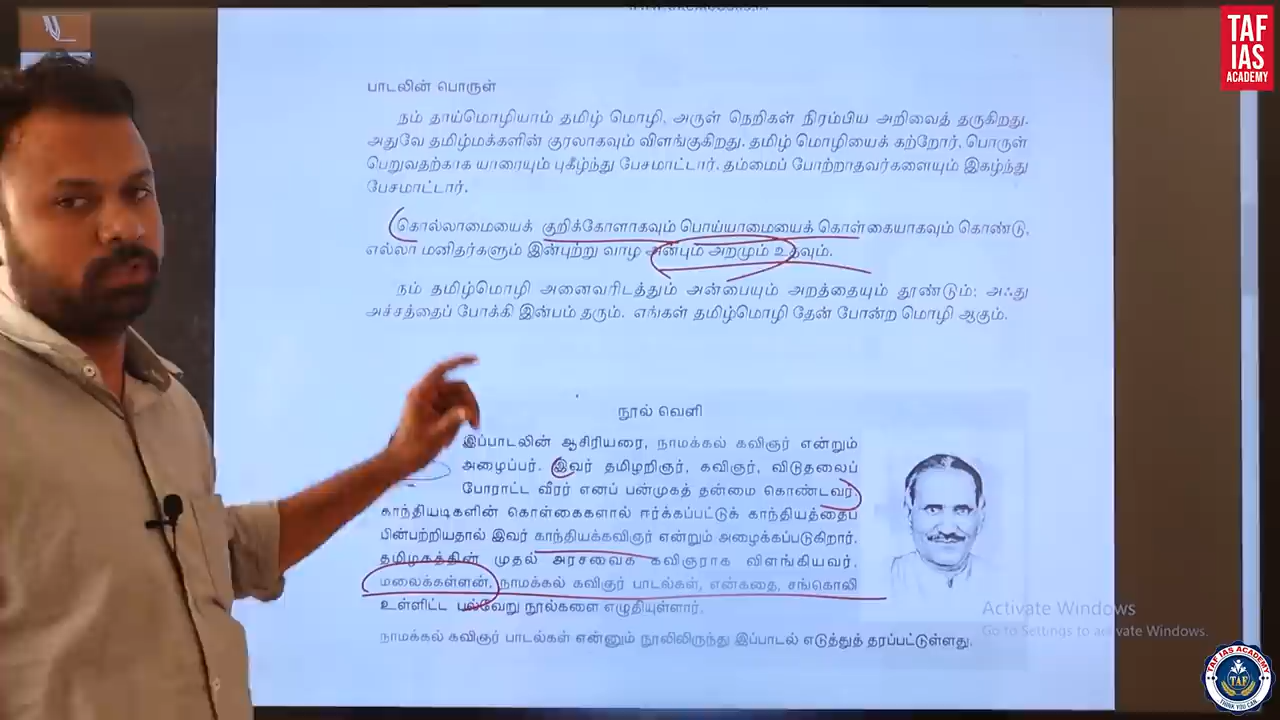 TAF
IAS
ACADEMY
பாடலின் பொருள்
நம் தாய்மொழியாம் தமிழ் மொழி, அருள் நெறிகள் நிரம்பிய அறிவைத் தருகிறது.
அதுவே தமிழ்மக்களின் குரலாகவும் விளங்குகிறது. தமிழ் மொழியைக் கற்றோர், பொருள்
பெறுவதற்காக யாரையும் புகழ்ந்து பேசமாட்டார். தம்மைப் போற்றாதவர்களையும் இகழ்ந்து
பேசமாட்டார்.
கொல்லாமையைக் குறிக்கோளாகவும் பொய்யாமையைக் கொள்கையாகவும் கொண்டு,
எல்லா மனிதர்களும் இன்புற்று வாழ அன்பும் அறமும் உதவும்.
நம் தமிழ்மொழி அனைவரிடத்தும் அன்பையும் அறத்தையும் தூண்டும்; அஃது
அச்சத்தைப் போக்கி இன்பம் தரும். எங்கள் தமிழ்மொழி தேன் போன்ற மொழி ஆகும்.
நூல் வெளி
இப்பாடலின் ஆசிரியரை, நாமக்கல் கவிஞர் என்றும்
அழைப்பர். இவர் தமிழறிஞர், கவிஞர், விடுதலைப்
போராட்ட வீரர் எனப் பன்முகத் தன்மை கொண்டவர்.
காந்தியடிகளின் கொள்கைகளால் ஈர்க்கப்பட்டுக் காந்தியத்தைப்
பின்பற்றியதால் இவர் காந்தியக்கவிஞர் என்றும் அழைக்கப்படுகிறார்.
தமிழகத்தின் முதல் அரசவைக் கவிஞராக விளங்கியவர்.
மலைக்கள்ளன், நாமக்கல் கவிஞர் பாடல்கள், என்கதை, சங்கொலி
உள்ளிட்ட பல்வேறு நூல்களை எழுதியுள்ளார்.
நாமக்கல் கவிஞர் பாடல்கள் என்னும் நூலிலிருந்து இப்பாடல் எடுத்துத் தரப்பட்டுள்ளது.
Activate Windows
Go to Settings to activate Windows.
TAF IAS ACADEMY
TAF
THINK YOU CAN